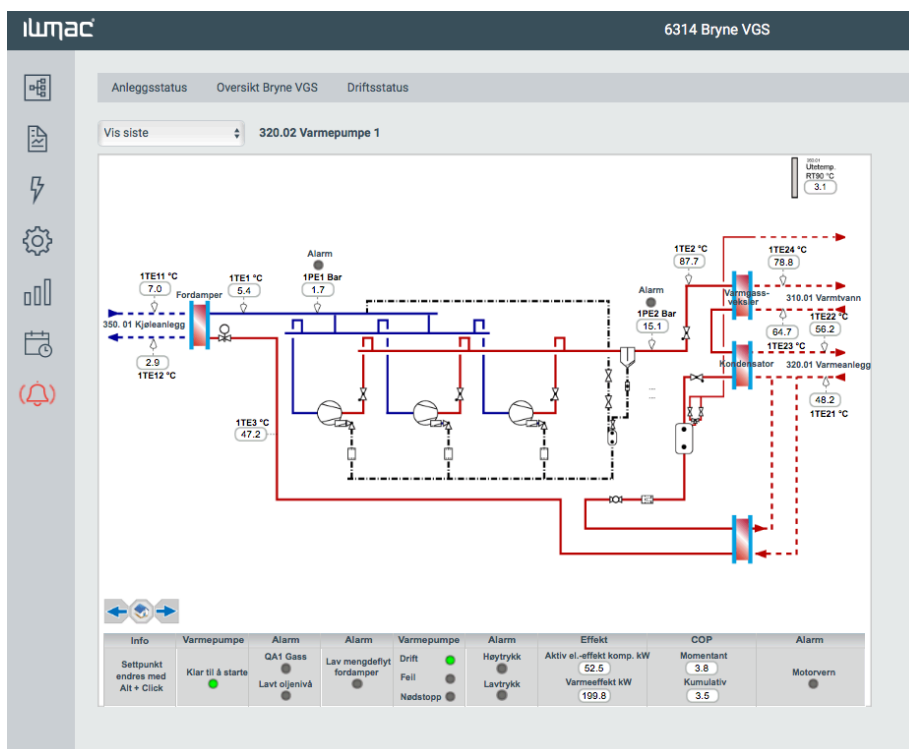 ilumac
6314 Bryne VGS
Anleggsstatus Oversikt Bryne VGS Driftsstatus
Vis siste 320.02 Varmepumpe 1
Utetemp.
RT90 °C
3.1
1TE2 °C
87.7
1TE24 °C
78.8
Alarm
1TE11 °C
7.0
Fordamper
1TE1 °C
5.4
1PE1 Bar
1.7
Alarm
1PE2 Bar
15.1
Varmgass-
veksler
310.01 Varmtvann
350. 01 Kjøleanlegg
64.7
1TE23 °C
1TE22 °C
56.2
2.9
1TE12 °C
Kondensator
320.01 Varmeanlegg
48.2
1TE21 °C
1TE3 °C
47.2
Info Varmepumpe Alarm Alarm Varmepumpe Alarm Effekt COP Alarm
Settpunkt
endres med
Alt + Click
Klar til å starte
QA1 Gass
Lavt oljenivå
Lav mengdeflyt
fordamper
Drift
Feil
Nødstopp
Høytrykk
Lavtrykk
Aktiv el.-effekt komp. kW
52.5
Varmeeffekt kW
199.8
Momentant
3.8
Kumulativ
3.5
Motorvern